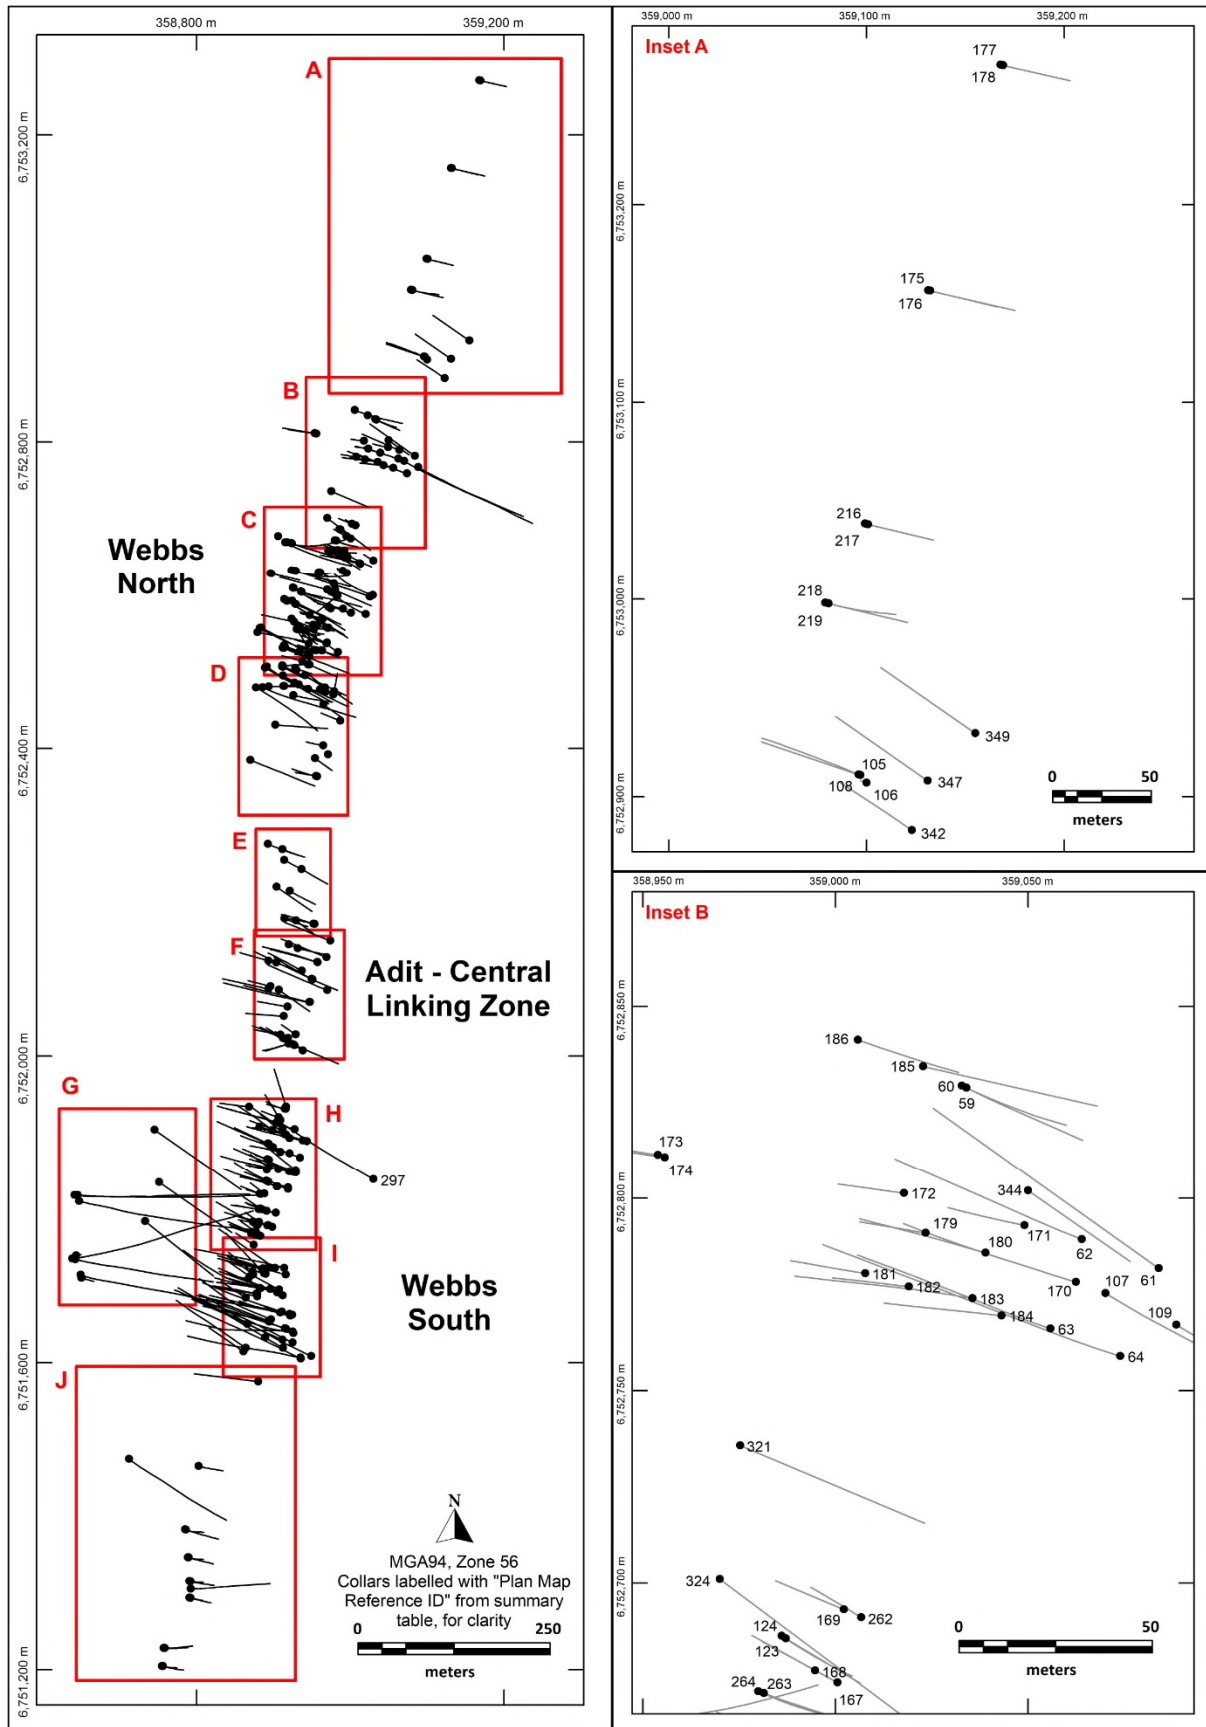 358,800 m
359,200 m
A
6,753,200 m
B
6,752,800 m
C
Webbs
North
D
6,752,400 m
E
F
Adit - Central
Linking Zone
6,752,000 m
G
H
297
I
Webbs
South
6,751,600 m
J
N
MGA94, Zone 56
Collars labelled with "Plan Map
Reference ID" from summary
table, for clarity
0
250
meters
6,751,200 m
359,000 m
359,100 m
359,200 m
Inset A
177
178
6,753,200 m
175
176
6,753,100 m
216
217
218
219
6,753,000 m
349
105
347
108
106
0
50
meters
6,752,900 m
342
358,950 m
359,000 m
359,050 m
Inset B
6,752,850 m
186
185
60
59
173
174
172
344
6,752,800 m
171
179
62
180
61
181
182
170
107
183
109
184
63
64
6,752,750 m
321
324
6,752,700 m
169
262
124
123
168
264
263
167
0
50
meters